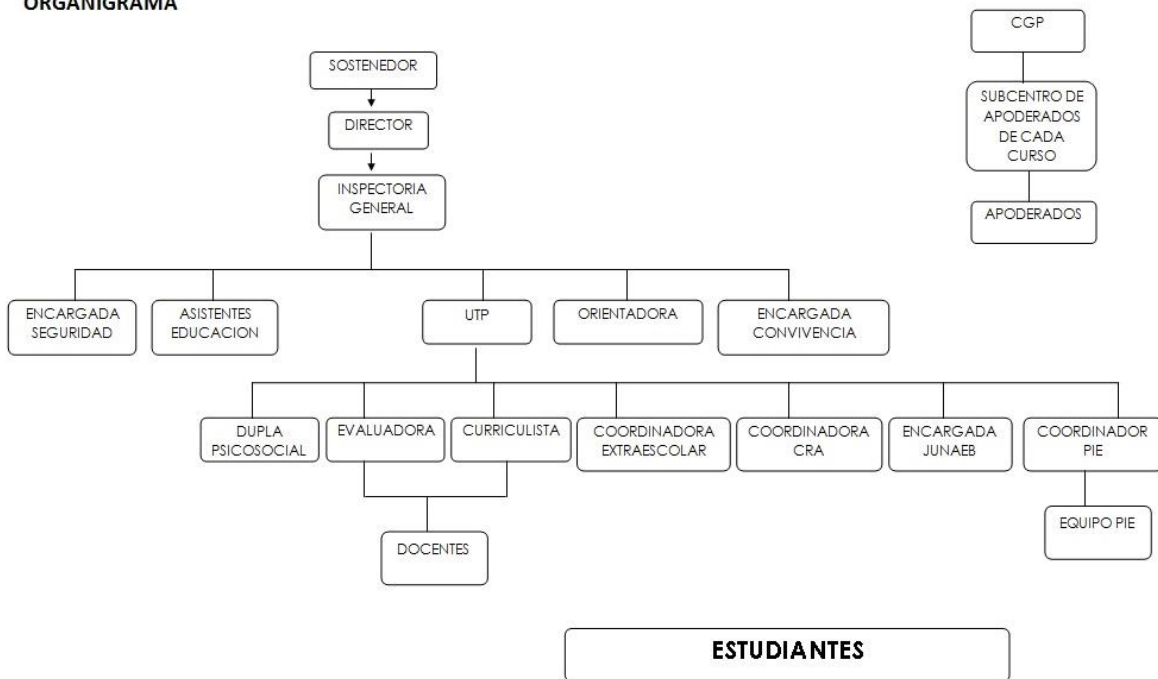 ORGANIGRAMA
CGP
SOSTENEDOR
SUBCENTRO DE
APODERADOS
DE CADA
CURSO
DIRECTOR
INSPECTORIA
GENERAL
APODERADOS
ENCARGADA
SEGURIDAD
ASISTENTES
EDUCACION
UTP
ORIENTADORA
ENCARGADA
CONVIVENCIA
DUPLA
PSICOSOCIAL
EVALUADORA
CURRICULISTA
COORDINADORA
EXTRAESCOLAR
COORDINADORA
CRA
ENCARGADA
JUNAEB
COORDINADOR
PIE
EQUIPO PIE
DOCENTES
ESTUDIANTES